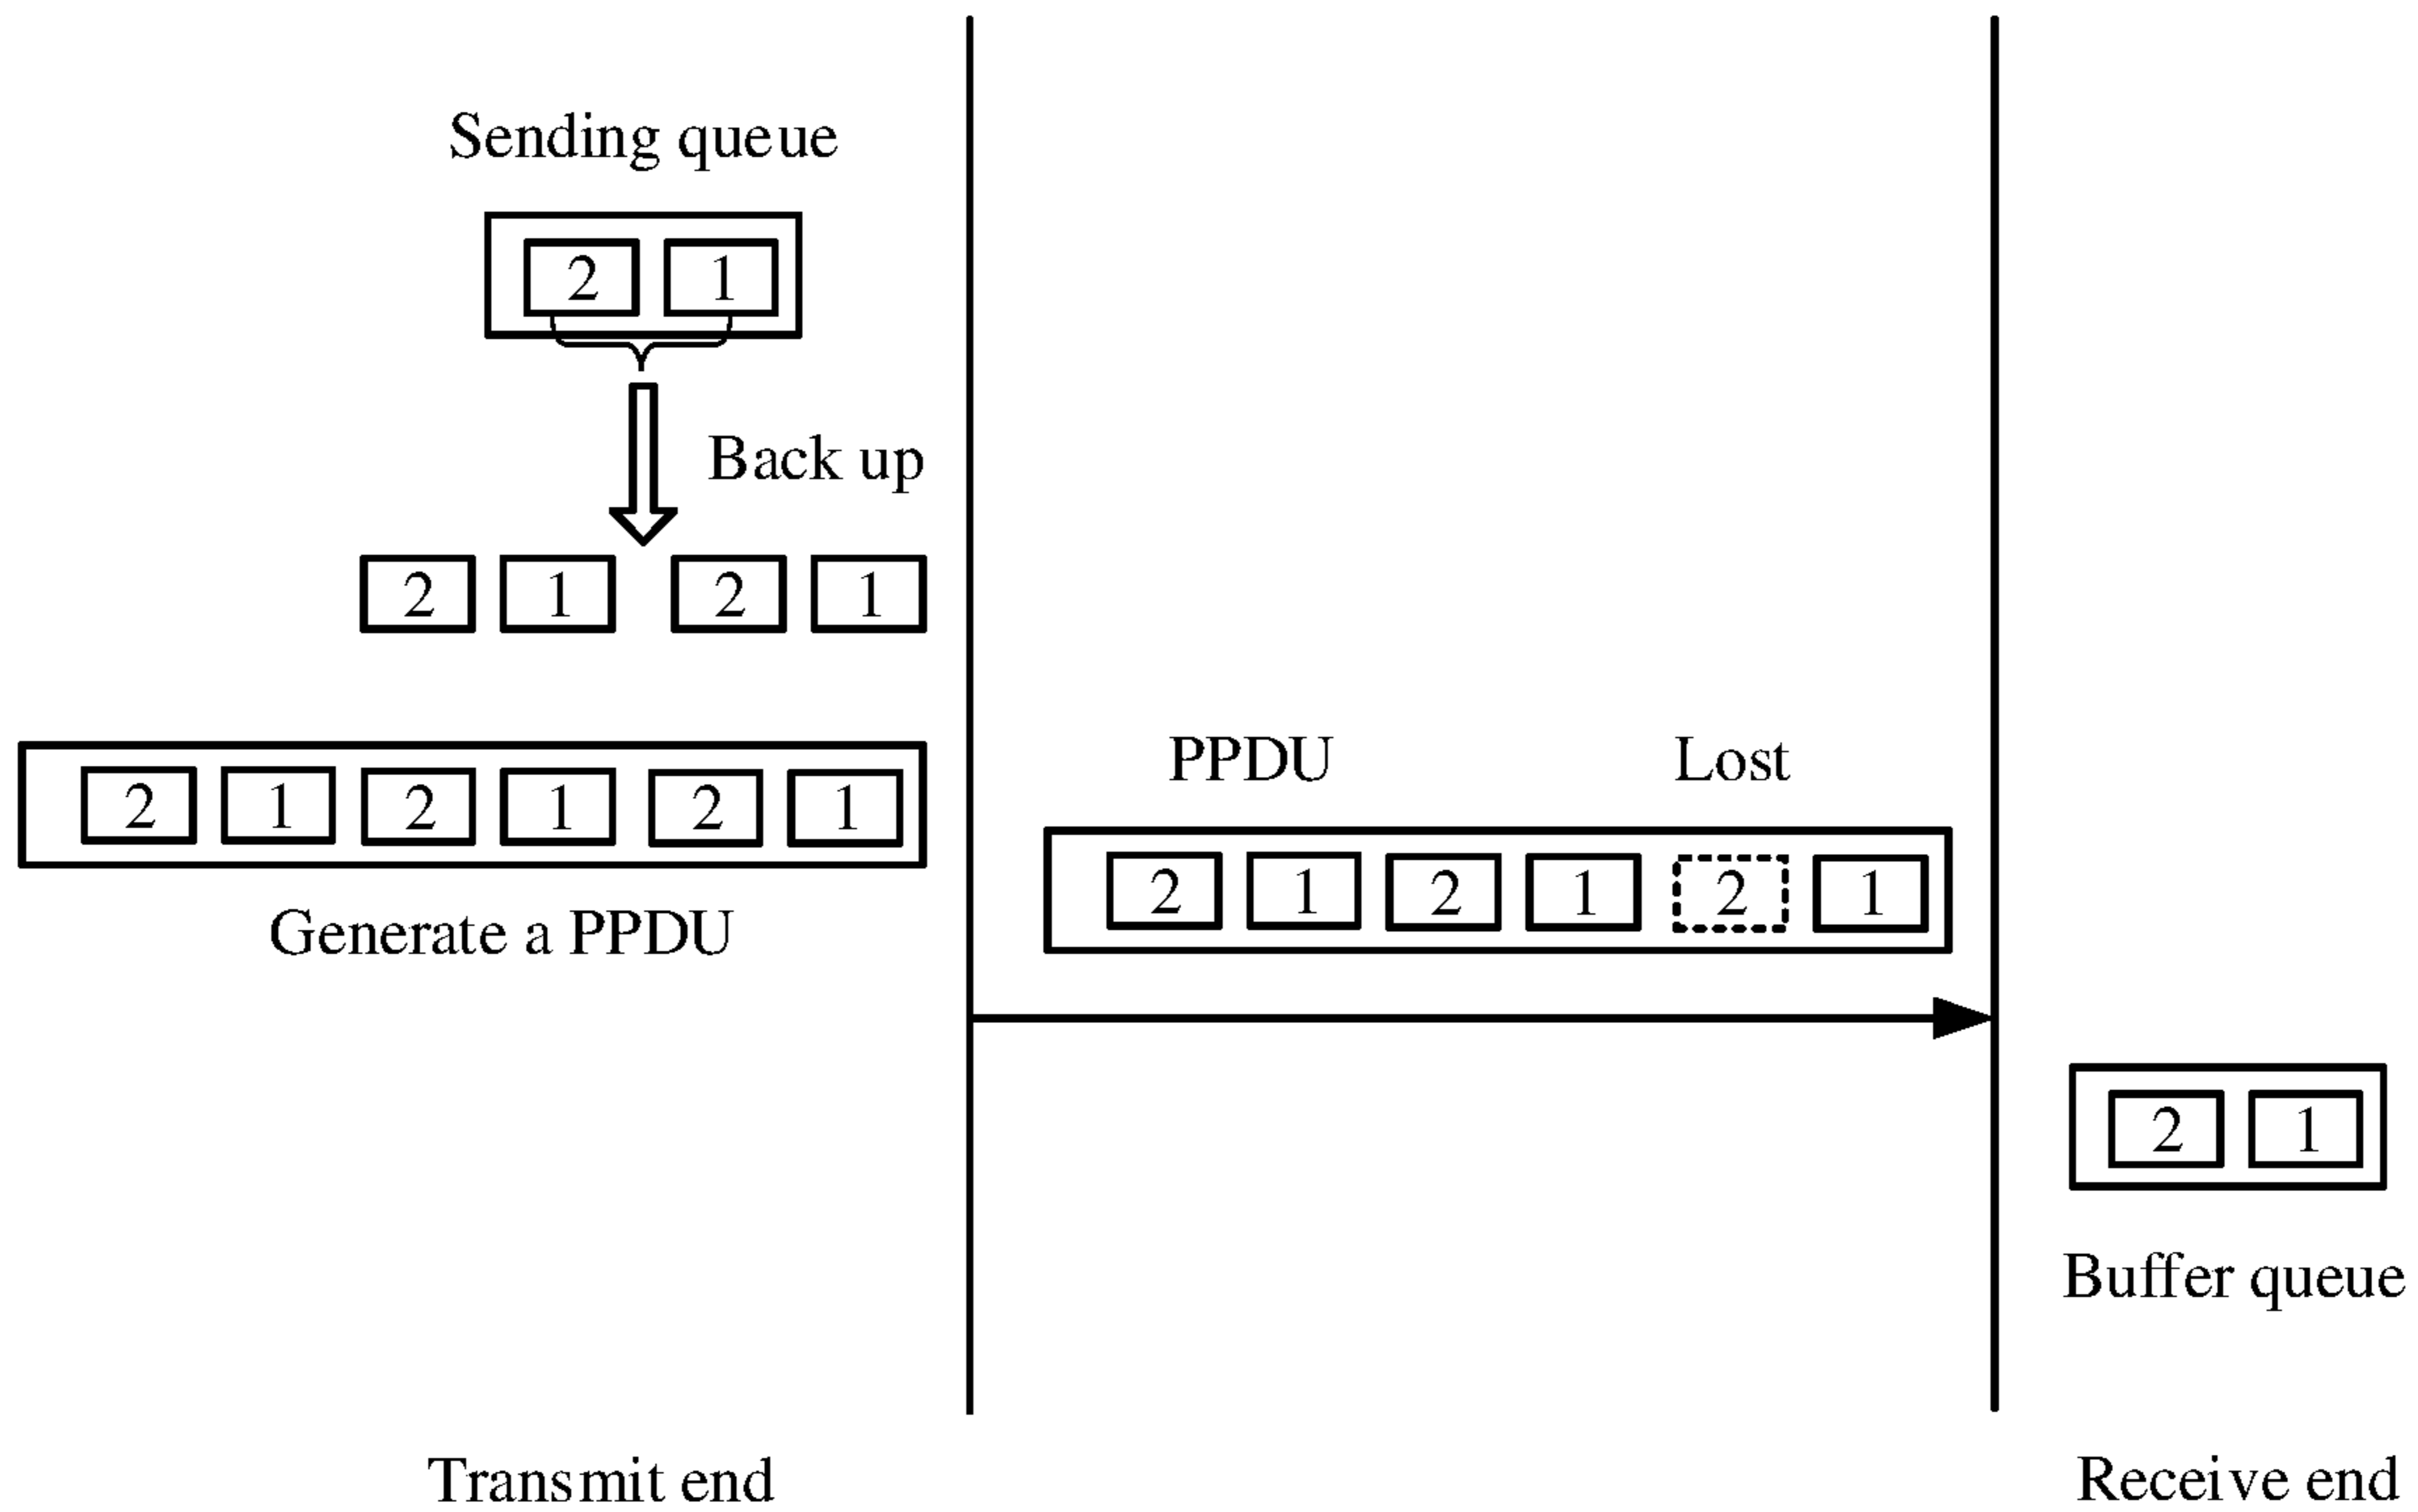 Sending queue
2 1
Back up
2 1 2 1
2 1 2 1 2 1
Generate a PPDU
PPDU Lost
2 1 2 1 2 1
2 1
Buffer queue
Transmit end
Receive end